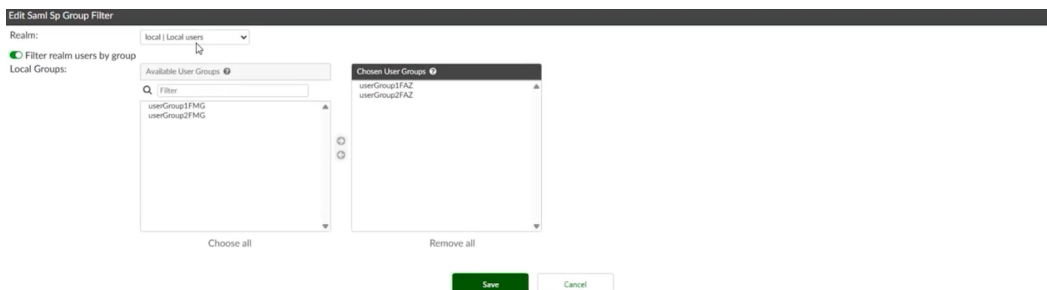 Edit Saml Sp Group Filter
Realm:
local | Local users
Filter realm users by group
Local Groups:
Available User Groups
Filter
userGroup1FMG
userGroup2FMG
Choose all
Chosen User Groups
userGroup1FAZ
userGroup2FAZ
Remove all
Save
Cancel